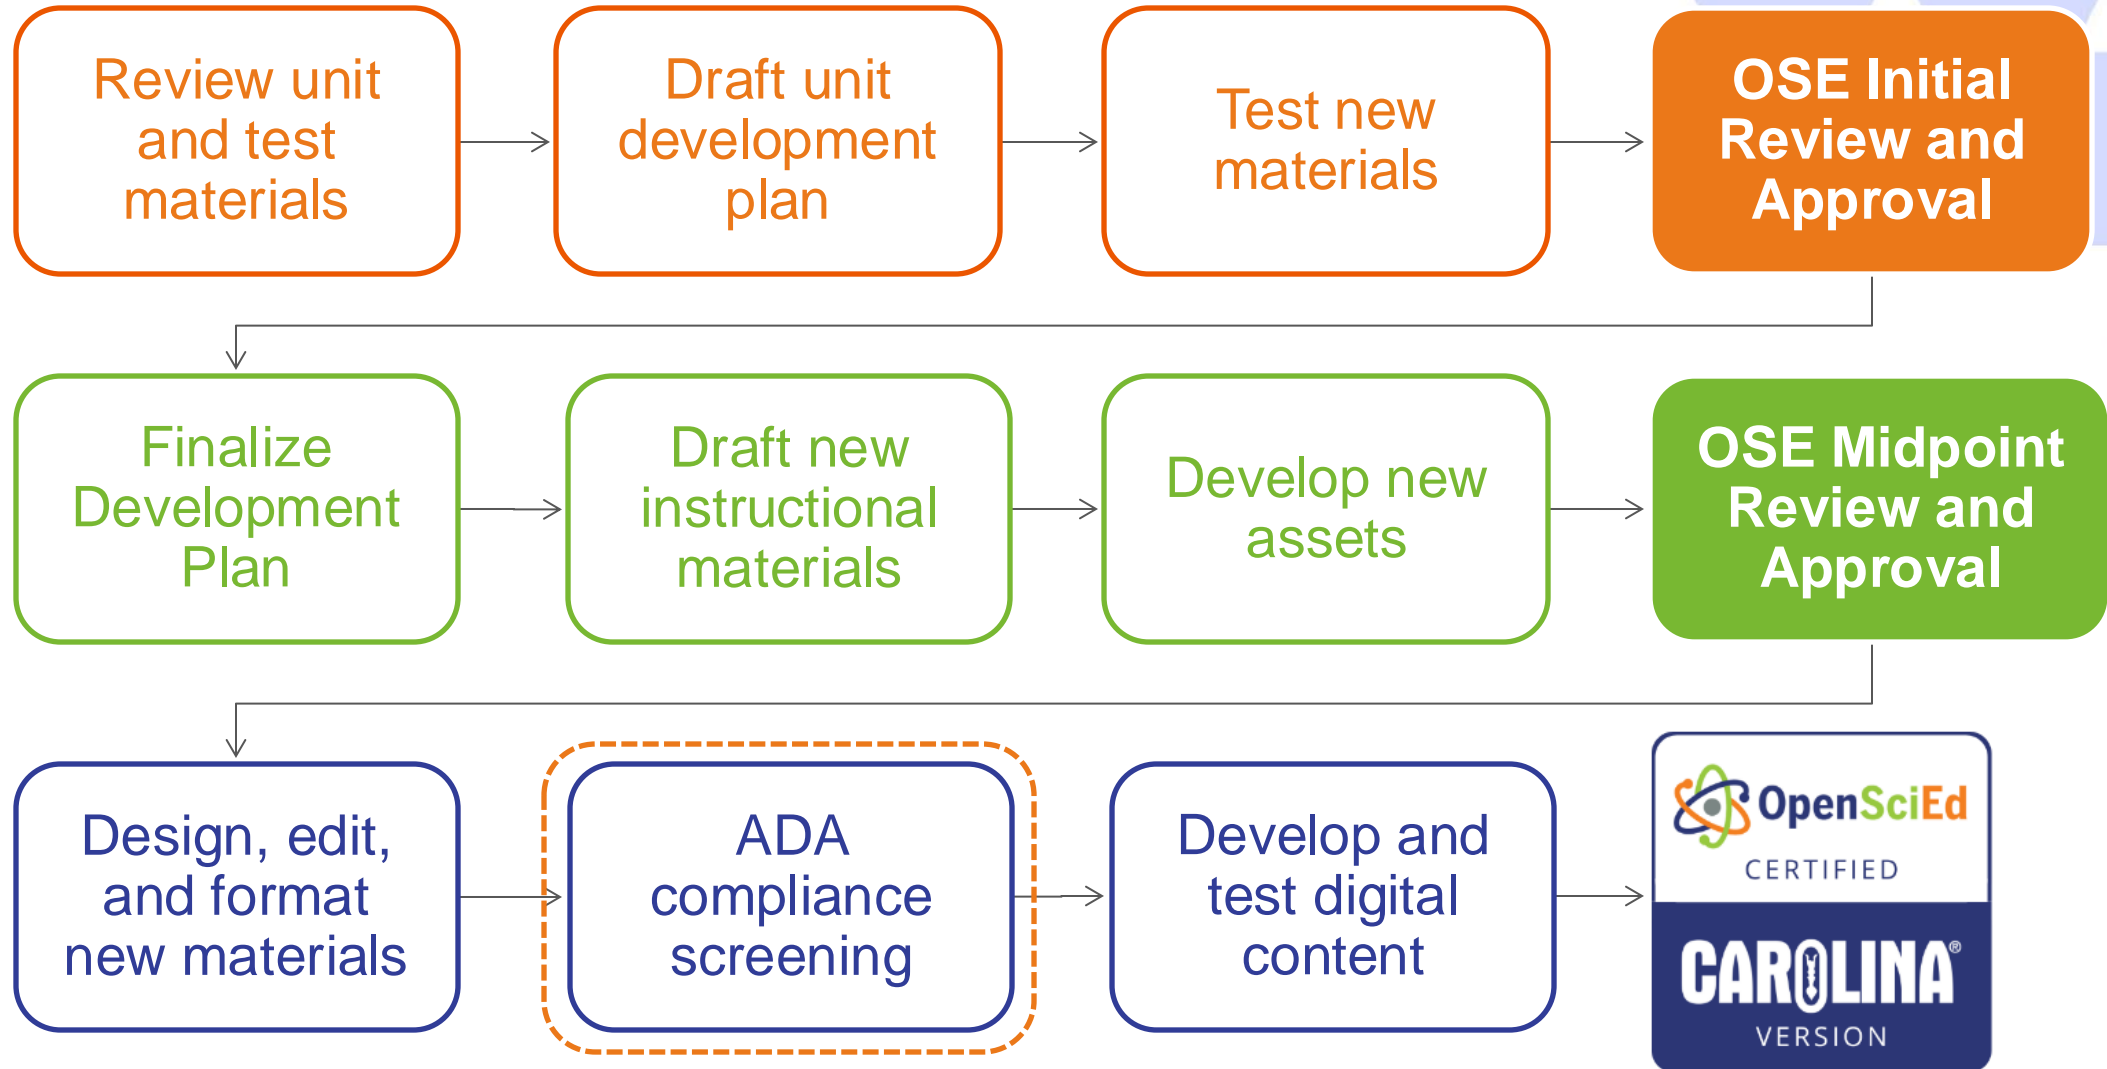 Review unit
and test
materials
Draft unit
development
plan
Test new
materials
OSE Initial
Review and
Approval
Finalize
Development
Plan
Draft new
instructional
materials
Develop new
assets
OSE Midpoint
Review and
Approval
Design, edit,
and format
new materials
ADA
compliance
screening
Develop and
test digital
content
OpenSciEd
CERTIFIED
CAROLINA®
VERSION